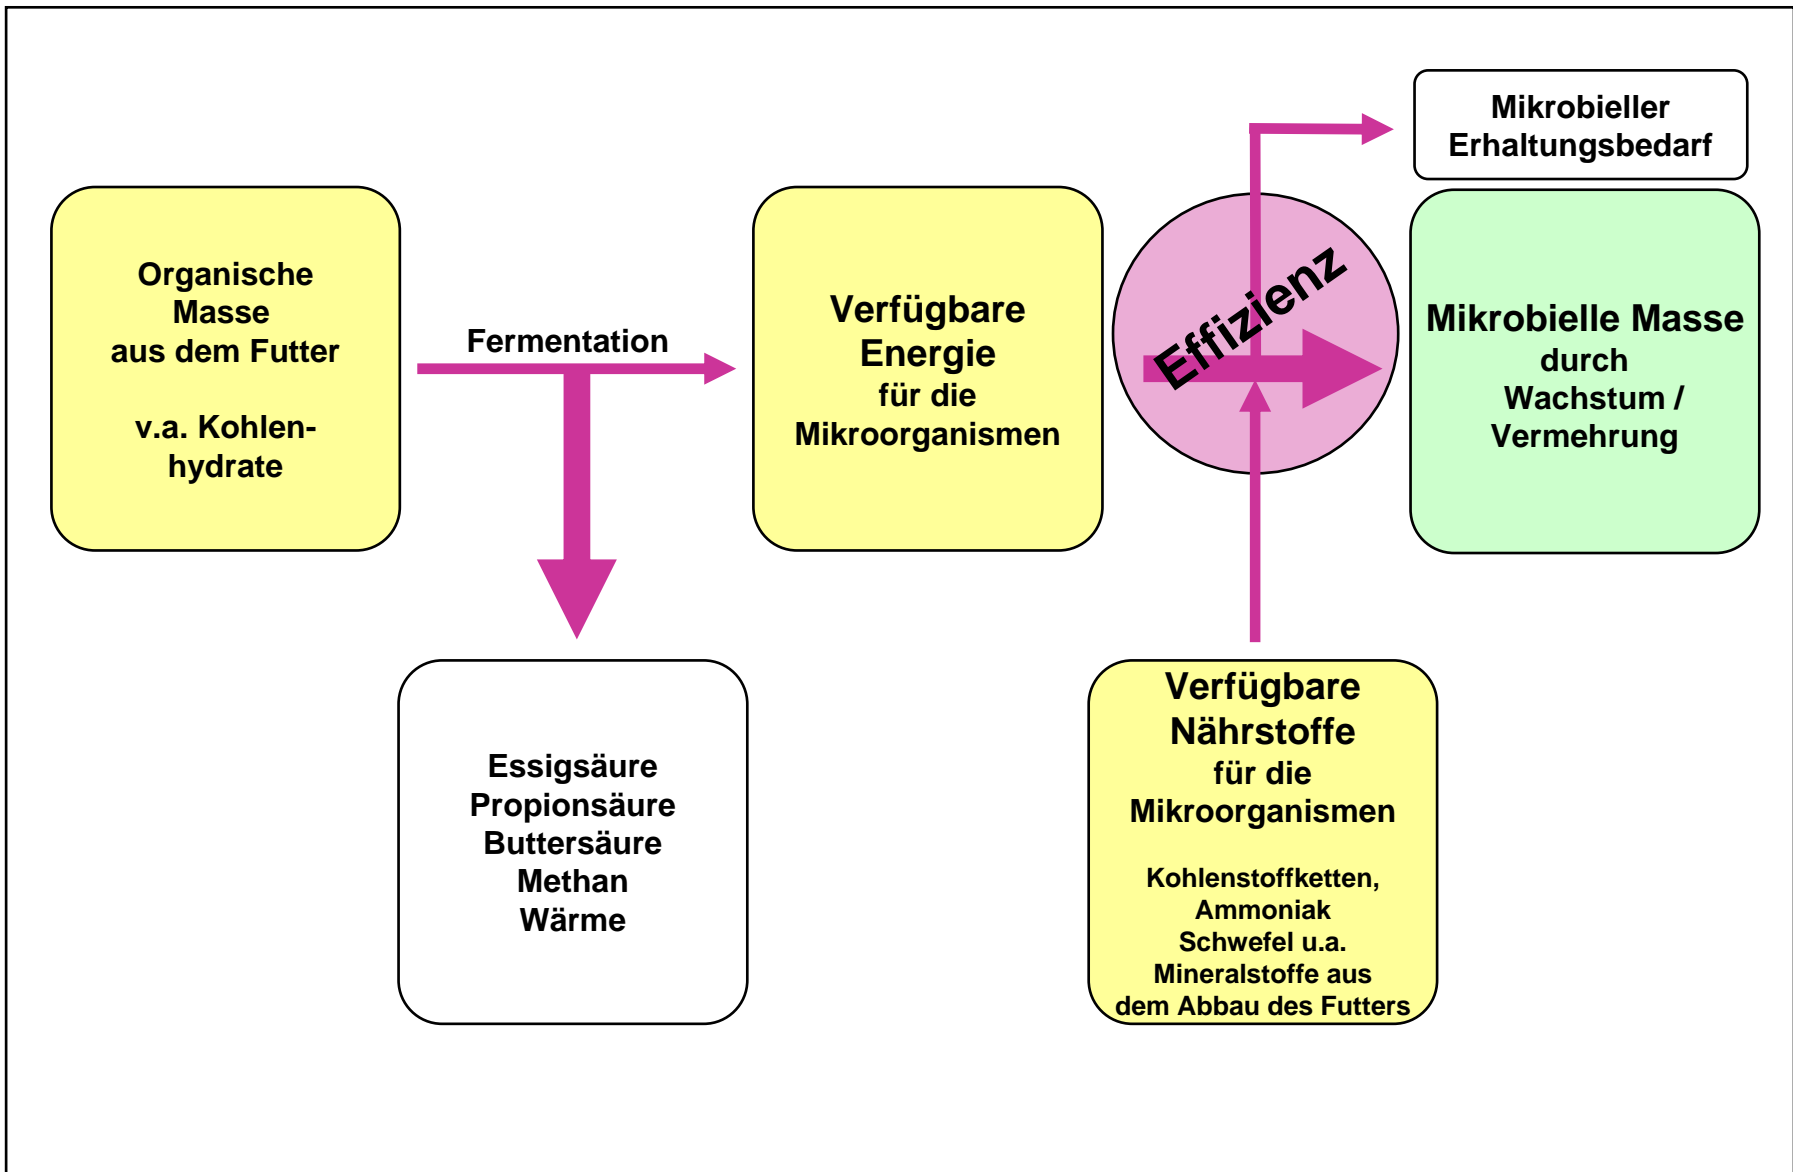 Organische
Masse
aus dem Futter
v.a. Kohlen-
hydrate
Fermentation
Essigsäure
Propionsäure
Buttersäure
Methan
Wärme
Verfügbare
Energie
für die
Mikroorganismen
Effizienz
Verfügbare
Nährstoffe
für die
Mikroorganismen
Kohlenstoffketten,
Ammoniak
Schwefel u.a.
Mineralstoffe aus
dem Abbau des Futters
Mikrobieller
Erhaltungsbedarf
Mikrobielle Masse
durch
Wachstum /
Vermehrung